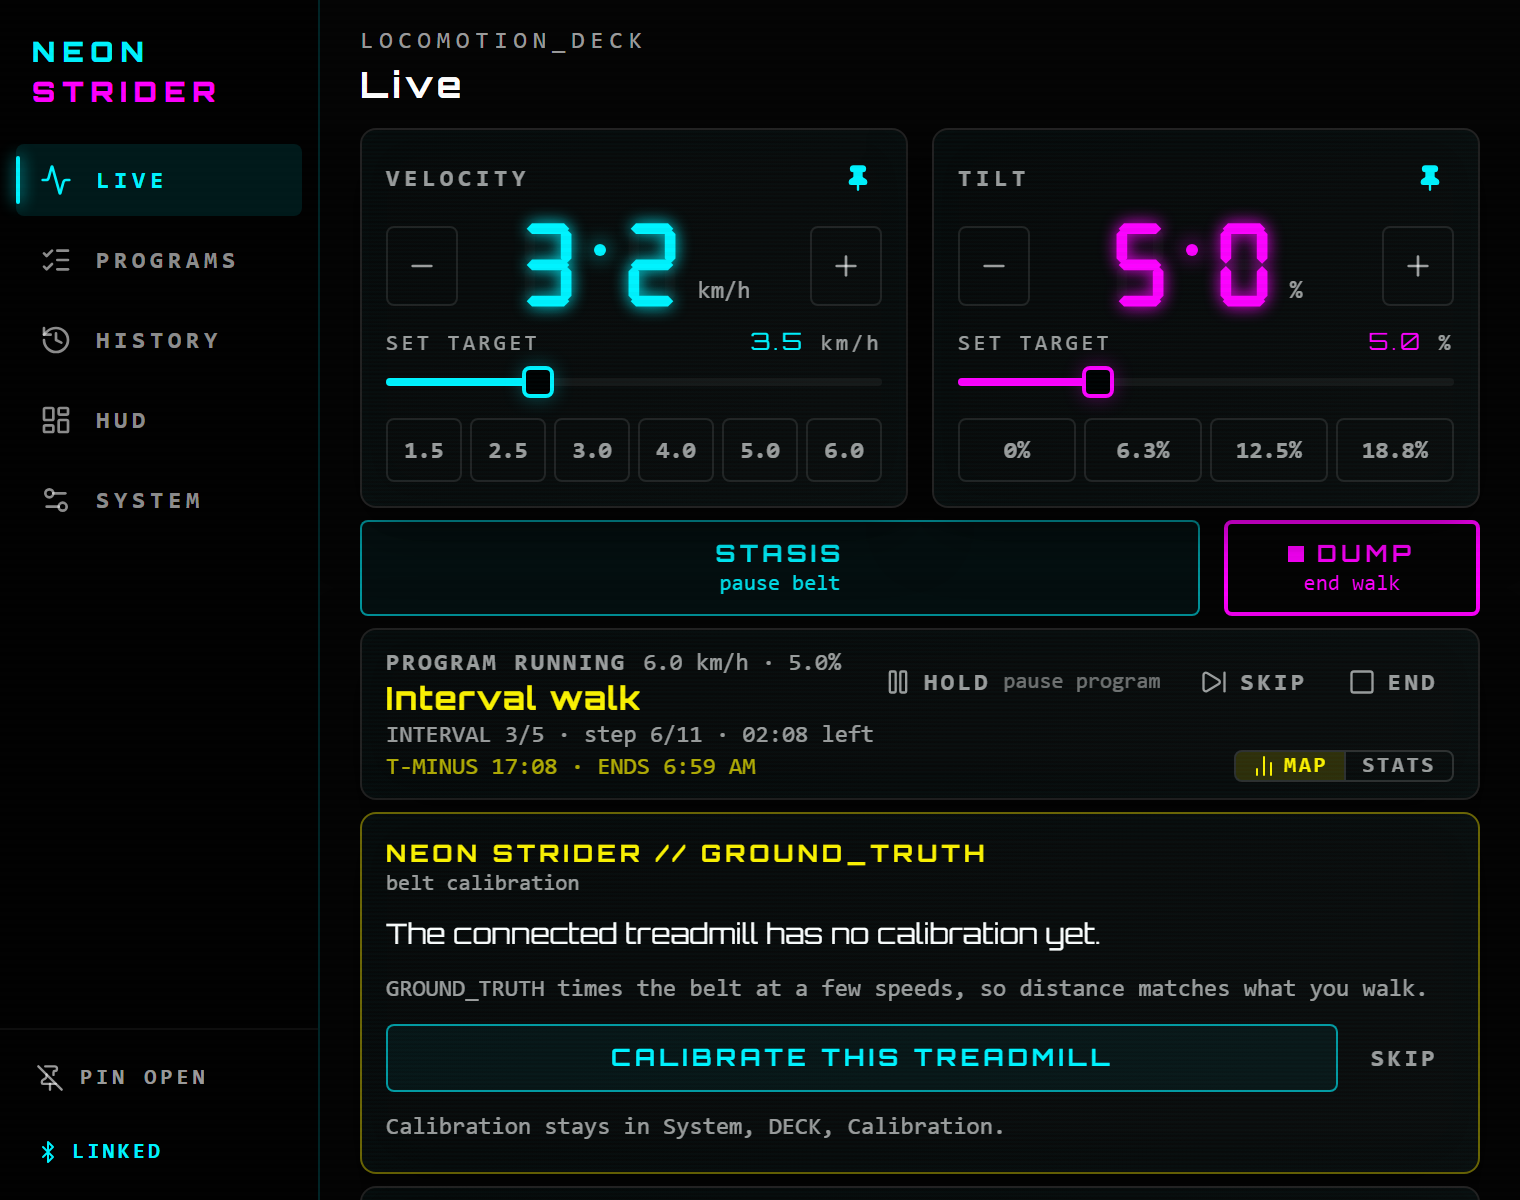 NEON
STRIDER
LIVE
PROGRAMS
HISTORY
HUD
SYSTEM
PIN OPEN
LINKED
LOCOMOTION_DECK
Live
VELOCITY
3.2 km/h
SET TARGET 3.5 km/h
1.5 2.5 3.0 4.0 5.0 6.0
TILT
5.0 %
SET TARGET 5.0 %
0% 6.3% 12.5% 18.8%
STASIS
pause belt
DUMP
end walk
PROGRAM RUNNING 6.0 km/h · 5.0%
Interval walk
INTERVAL 3/5 · step 6/11 · 02:08 left
T-MINUS 17:08 · ENDS 6:59 AM
HOLD pause program SKIP END
MAP STATS
NEON STRIDER // GROUND_TRUTH
belt calibration
The connected treadmill has no calibration yet.
GROUND_TRUTH times the belt at a few speeds, so distance matches what you walk.
CALIBRATE THIS TREADMILL SKIP
Calibration stays in System, DECK, Calibration.